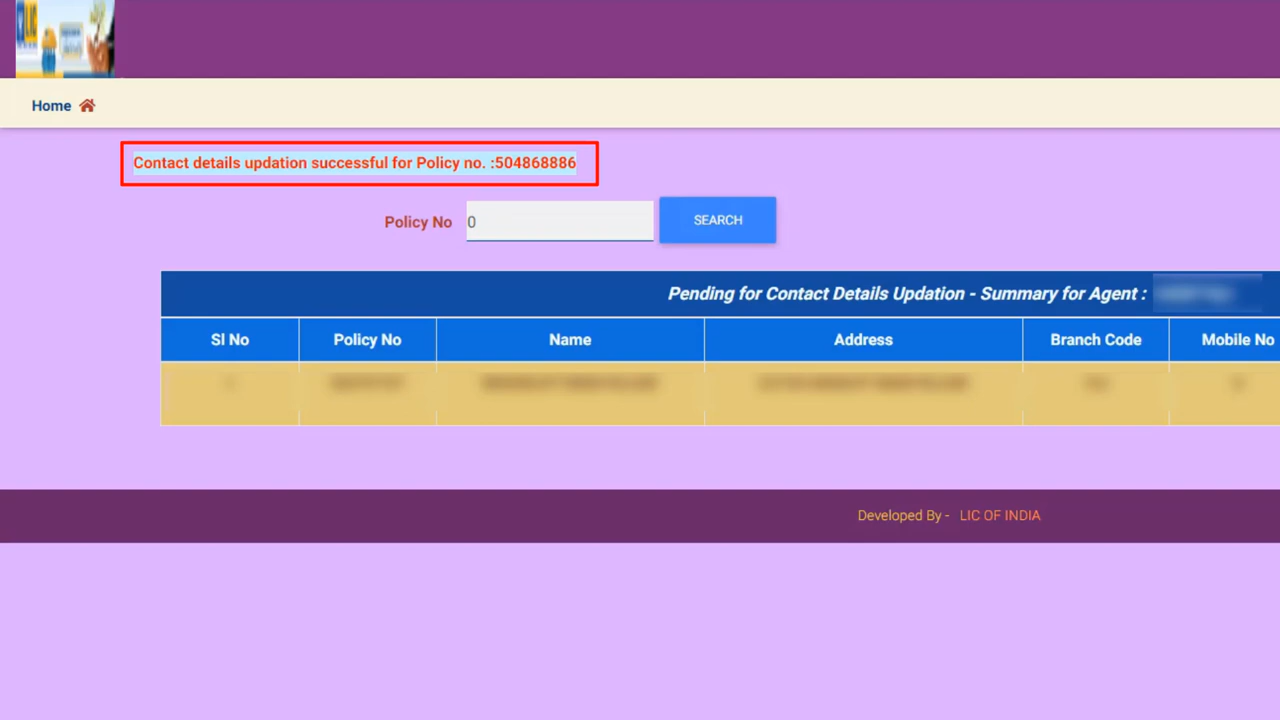 LIC
Home
Contact details updation successful for Policy no. :504868886
Policy No 0 SEARCH
Pending for Contact Details Updation - Summary for Agent :
Sl No Policy No Name Address Branch Code Mobile No
Developed By - LIC OF INDIA